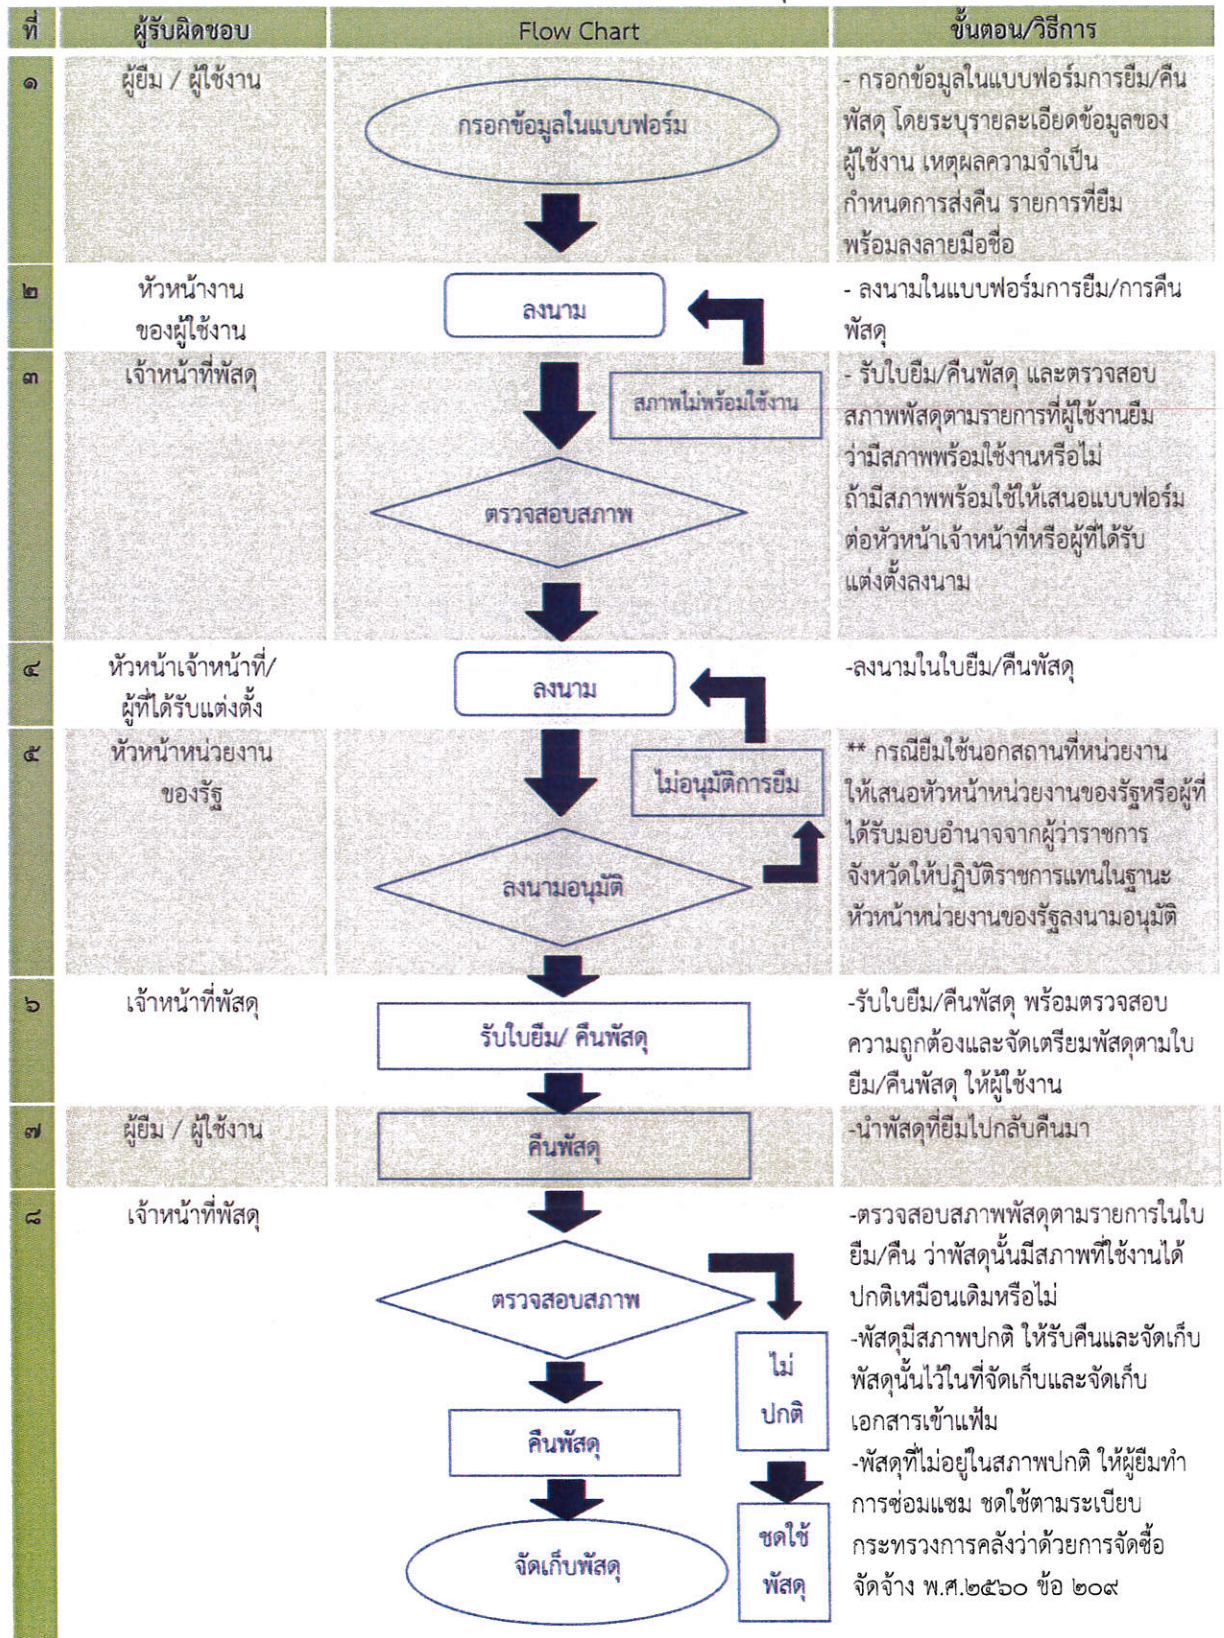 ที่ ผู้รับผิดชอบ Flow Chart ขั้นตอน/วิธีการ
๑ ผู้ยืม / ผู้ใช้งาน
กรอกข้อมูลในแบบฟอร์ม
- กรอกข้อมูลในแบบฟอร์มการยืม/คืน
พัสดุ โดยระบุรายละเอียดข้อมูลของ
ผู้ใช้งาน เหตุผลความจำเป็น
กำหนดการส่งคืน รายการที่ยืม
พร้อมลงลายมือชื่อ
๒ หัวหน้างาน
ของผู้ใช้งาน
ลงนาม
- ลงนามในแบบฟอร์มการยืม/การคืน
พัสดุ
๓ เจ้าหน้าที่พัสดุ
สภาพไม่พร้อมใช้งาน
ตรวจสอบสภาพ
- รับใบยืม/คืนพัสดุ และตรวจสอบ
สภาพพัสดุตามรายการที่ผู้ใช้งานยืม
ว่ามีสภาพพร้อมใช้งานหรือไม่
ถ้ามีสภาพพร้อมใช้ให้เสนอแบบฟอร์ม
ต่อหัวหน้าเจ้าหน้าที่หรือผู้ที่ได้รับ
แต่งตั้งลงนาม
๔ หัวหน้าเจ้าหน้าที่/
ผู้ที่ได้รับแต่งตั้ง
ลงนาม
-ลงนามในใบยืม/คืนพัสดุ
๕ หัวหน้าหน่วยงาน
ของรัฐ
ไม่อนุมัติการยืม
ลงนามอนุมัติ
** กรณียืมใช้นอกสถานที่หน่วยงาน
ให้เสนอหัวหน้าหน่วยงานของรัฐหรือผู้ที่
ได้รับมอบอำนาจจากผู้ว่าราชการ
จังหวัดให้ปฏิบัติราชการแทนในฐานะ
หัวหน้าหน่วยงานของรัฐลงนามอนุมัติ
๖ เจ้าหน้าที่พัสดุ
รับใบยืม/ คืนพัสดุ
-รับใบยืม/คืนพัสดุ พร้อมตรวจสอบ
ความถูกต้องและจัดเตรียมพัสดุตามใบ
ยืม/คืนพัสดุ ให้ผู้ใช้งาน
๗ ผู้ยืม / ผู้ใช้งาน
คืนพัสดุ
-นำพัสดุที่ยืมไปกลับคืนมา
๘ เจ้าหน้าที่พัสดุ
ตรวจสอบสภาพ
ไม่
ปกติ
คืนพัสดุ
จัดเก็บพัสดุ
ชดใช้
พัสดุ
-ตรวจสอบสภาพพัสดุตามรายการในใบ
ยืม/คืน ว่าพัสดุนั้นมีสภาพที่ใช้งานได้
ปกติเหมือนเดิมหรือไม่
-พัสดุมีสภาพปกติ ให้รับคืนและจัดเก็บ
พัสดุนั้นไว้ในที่จัดเก็บและจัดเก็บ
เอกสารเข้าแฟ้ม
-พัสดุที่ไม่อยู่ในสภาพปกติ ให้ผู้ยืมทำ
การซ่อมแซม ชดใช้ตามระเบียบ
กระทรวงการคลังว่าด้วยการจัดซื้อ
จัดจ้าง พ.ศ.๒๕๖๐ ข้อ ๒๐๙